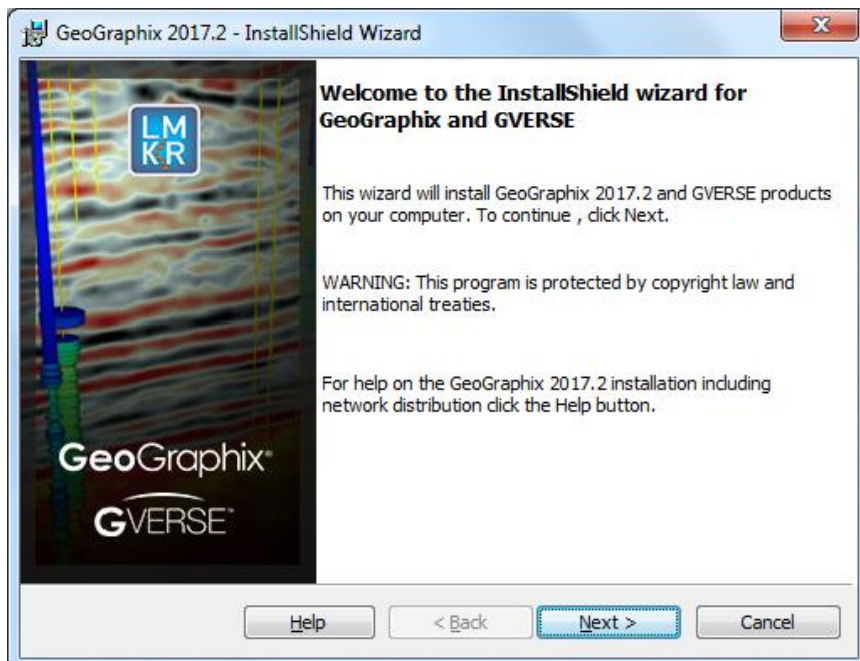 GeoGraphix 2017.2 - InstallShield Wizard
LMKR
Welcome to the InstallShield wizard for
GeoGraphix and GVERSE
This wizard will install GeoGraphix 2017.2 and GVERSE products
on your computer. To continue , click Next.
WARNING: This program is protected by copyright law and
international treaties.
For help on the GeoGraphix 2017.2 installation including
network distribution click the Help button.
GeoGraphix®
GVERSE™
Help
< Back
Next >
Cancel